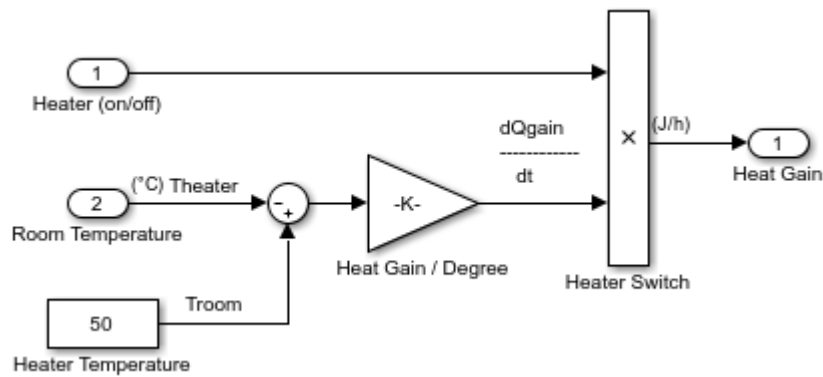 1
Heater (on/off)
(°C) Theater
2
Room Temperature
-
+
Troom
50
Heater Temperature
-K-
Heat Gain / Degree
dQgain
------------
dt
×
Heater Switch
(J/h)
1
Heat Gain